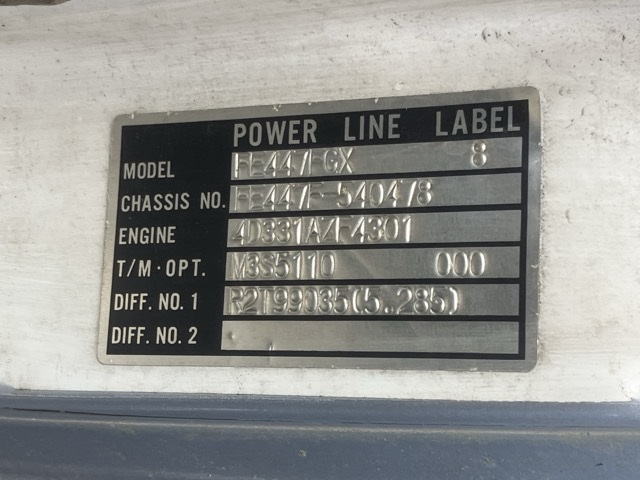 POWER LINE LABEL
MODEL FE447FGX 8
CHASSIS NO. FE447F-540478
ENGINE 4D331AZF4301
T/M·OPT. M3S5110 000
DIFF. NO. 1 R2T99035(5.285)
DIFF. NO. 2